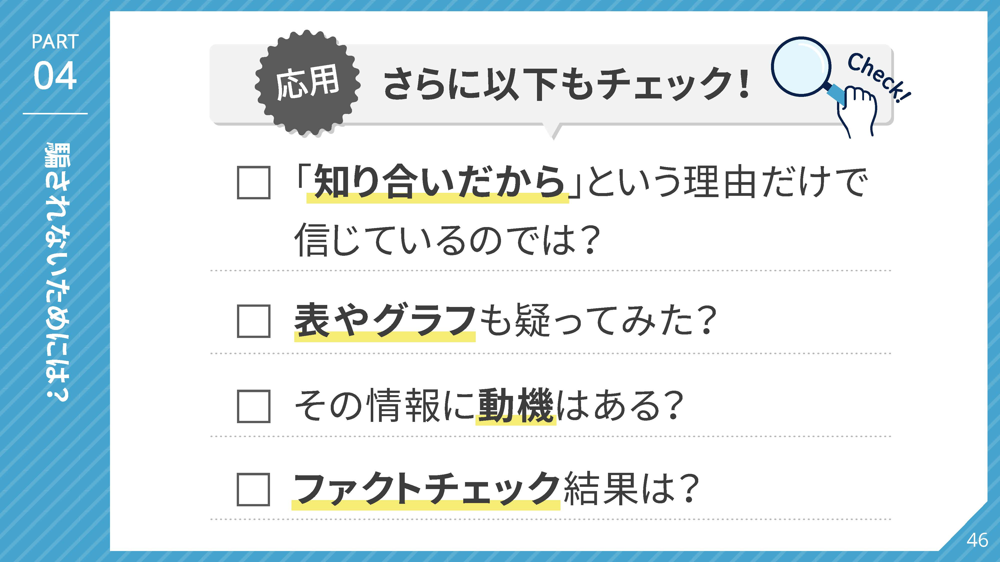 PART
04
騙されないためには?
応用
さらに以下もチェック!
Check!
「知り合いだから」という理由だけで
信じているのでは?
表やグラフも疑ってみた?
その情報に動機はある?
ファクトチェック結果は?
46